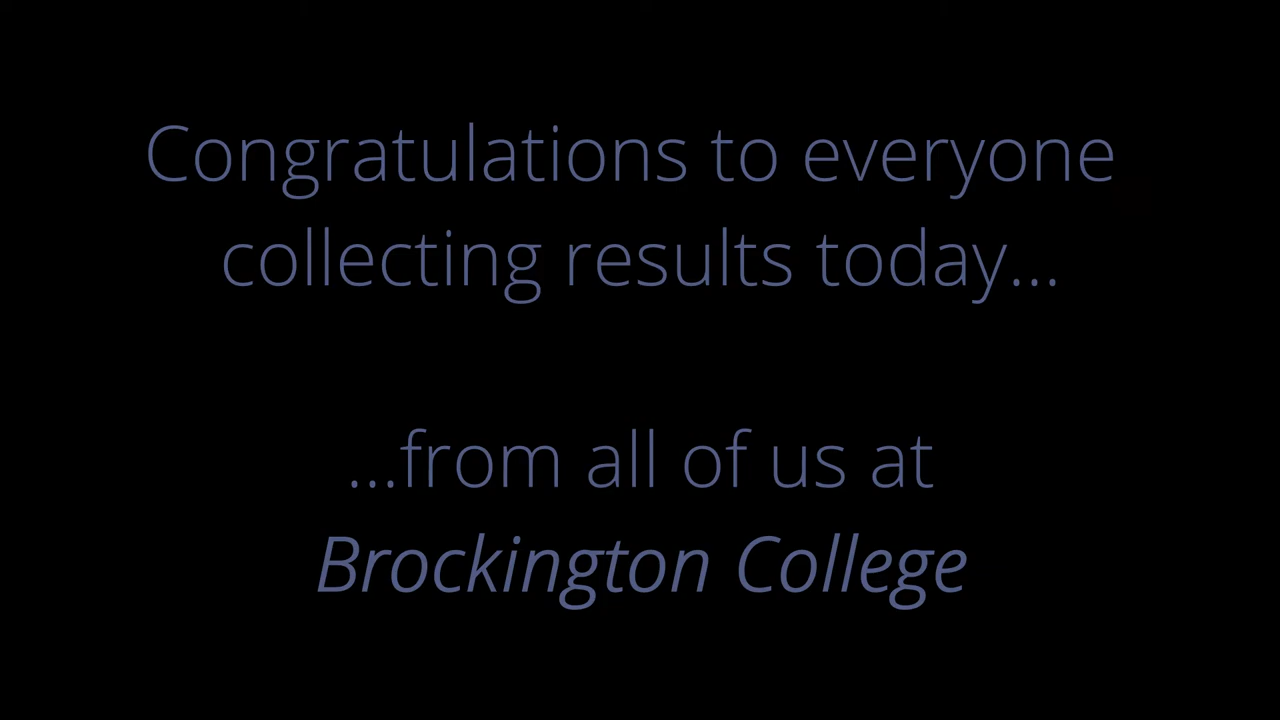 Congratulations to everyone
collecting results today...
...from all of us at
Brockington College